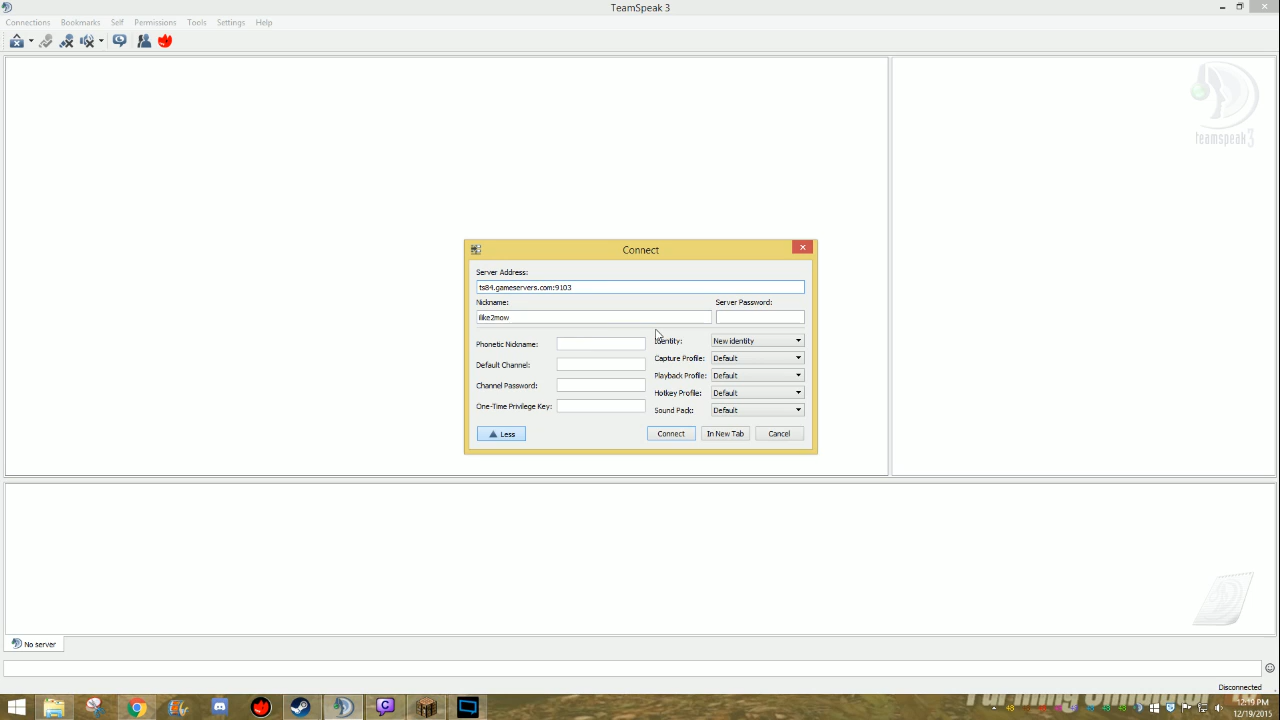 TeamSpeak 3
Connections Bookmarks Self Permissions Tools Settings Help
teamspeak3
Connect
Server Address:
ts84.gameservers.com:9103
Nickname: Server Password:
ilike2mow
Phonetic Nickname: Identity: New identity
Capture Profile: Default
Default Channel:
Playback Profile: Default
Channel Password:
Hotkey Profile: Default
One-Time Privilege Key: Sound Pack: Default
Less Connect In New Tab Cancel
No server
Disconnected
12:19 PM
12/19/2015